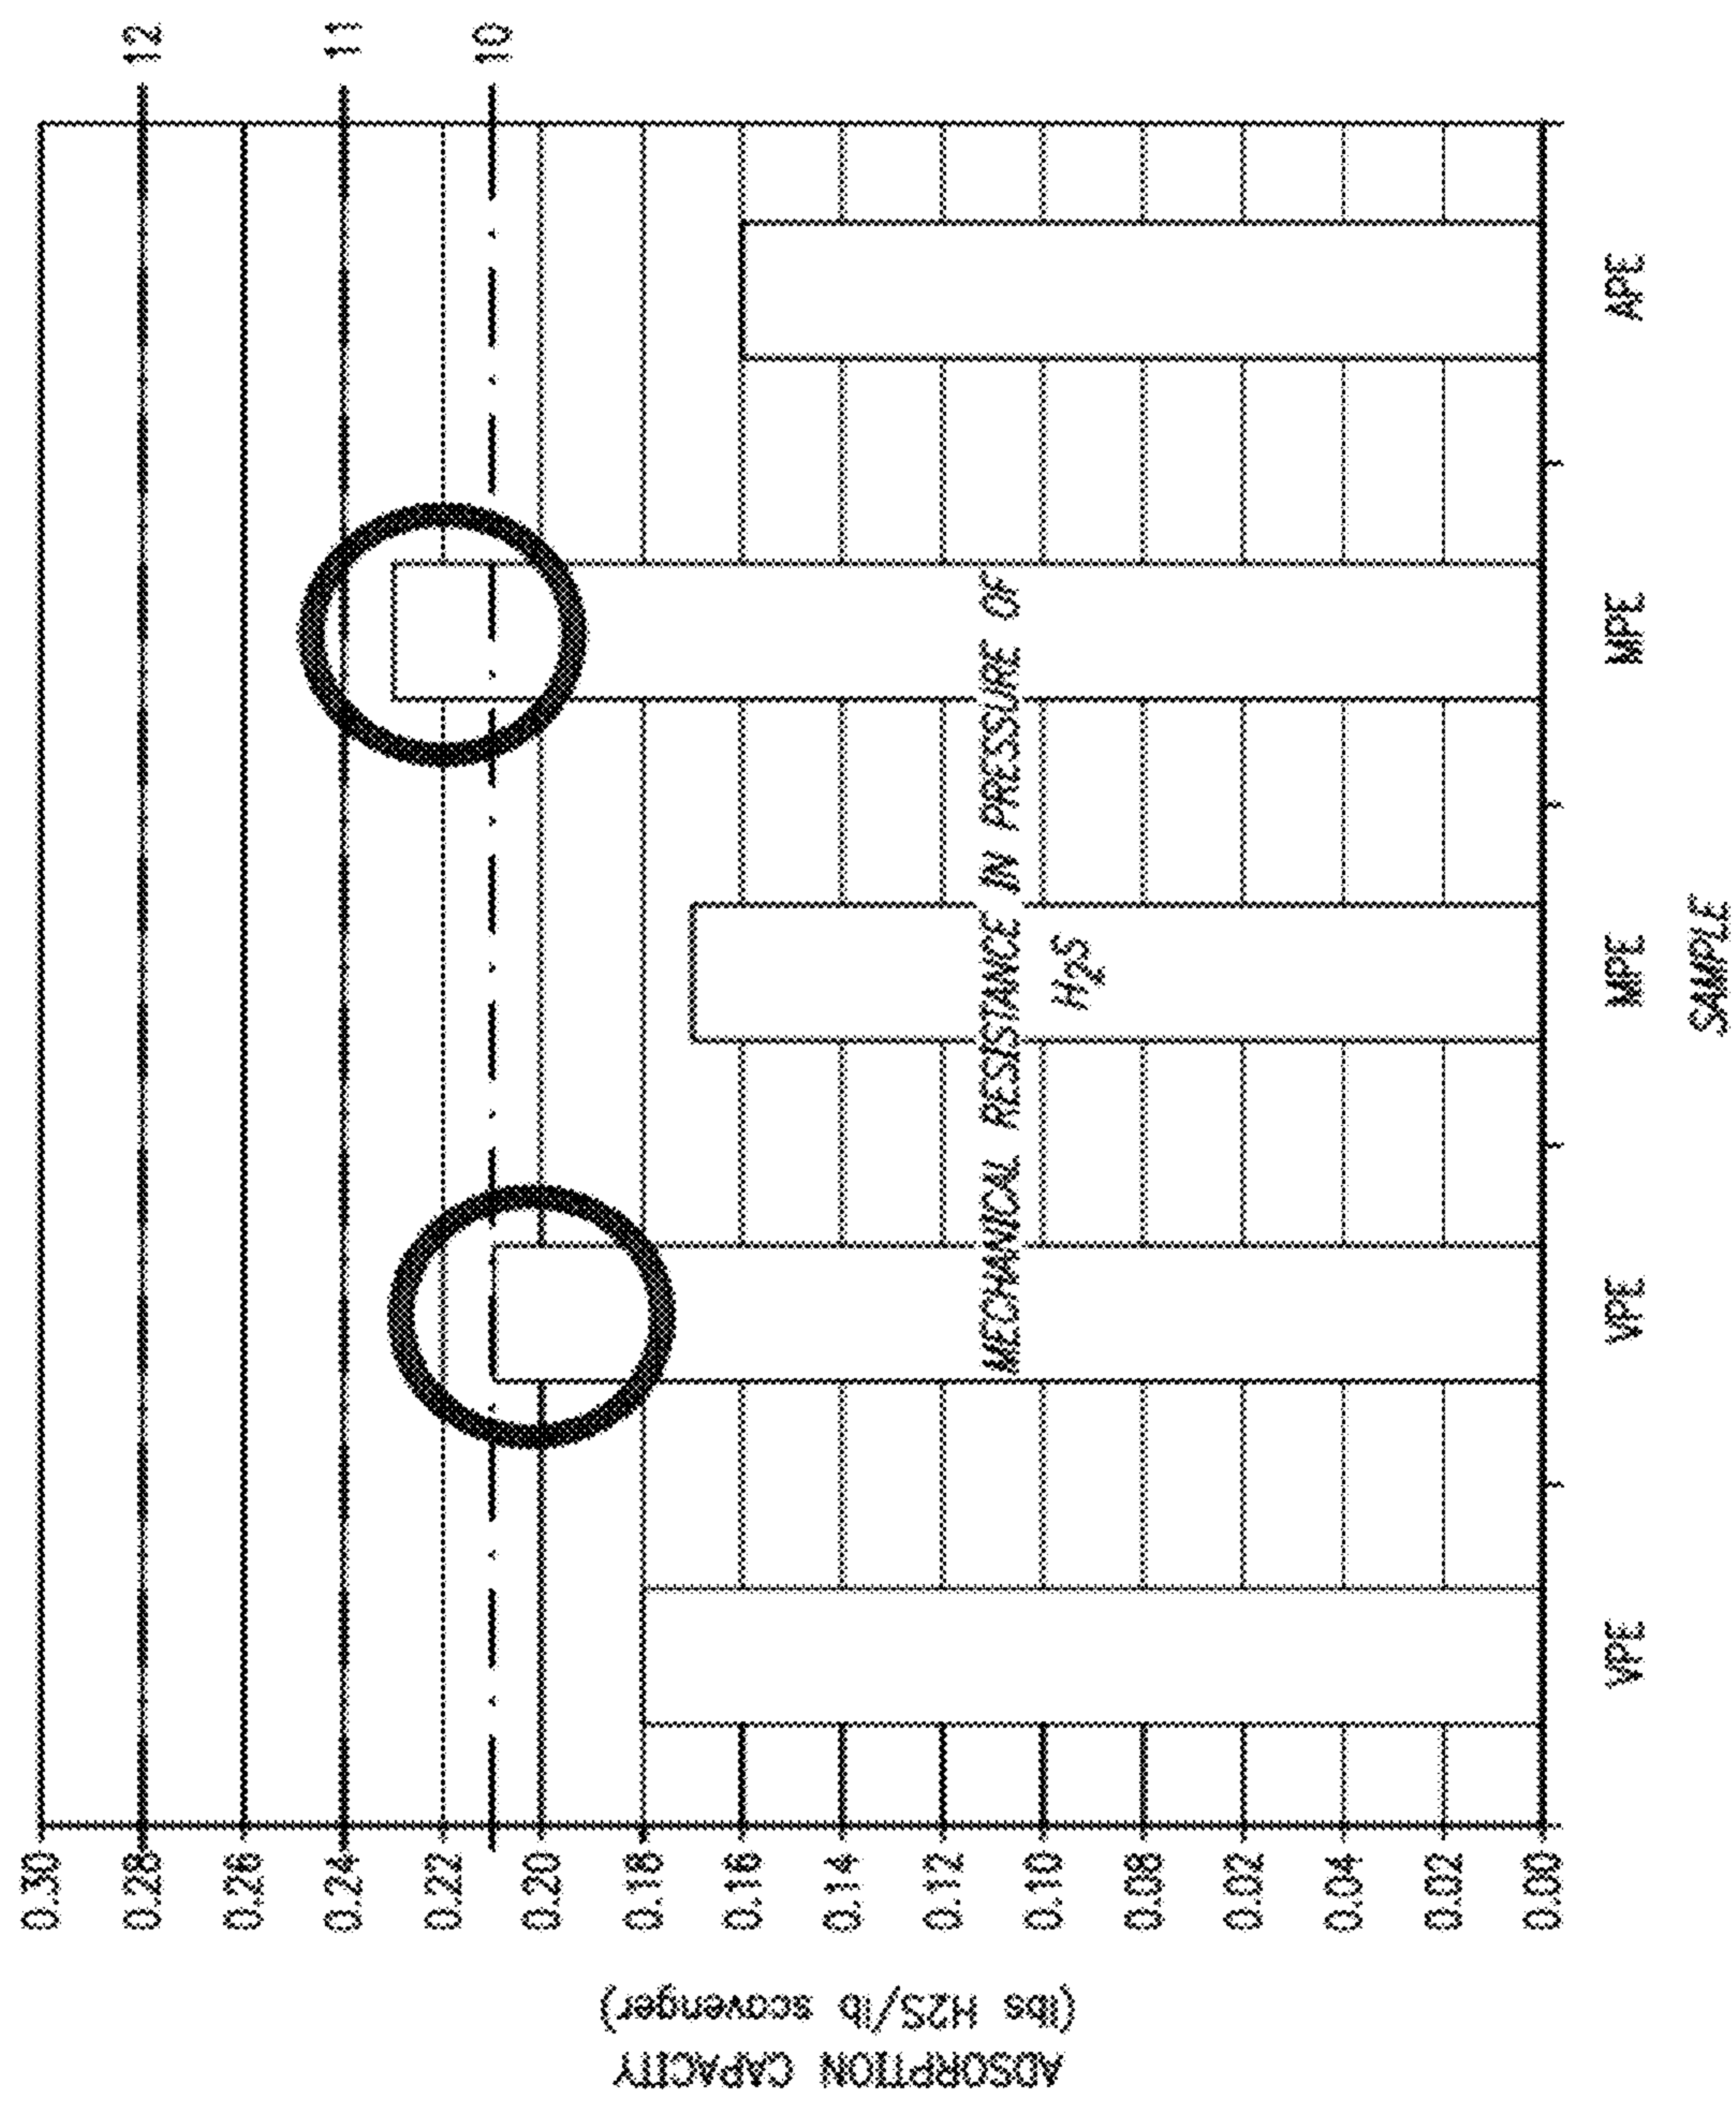 ADSORPTION CAPACITY
(lbs H2S/lb scavenger)
0.30
0.28
0.26
0.24
0.22
0.20
0.18
0.16
0.14
0.12
0.10
0.08
0.02
0.04
0.02
0.00
12
11
10
MECHANICAL RESISTANCE IN PRESSURE OF
H2S
VPE
VPE
MPE
MPE
APE
SAMPLE